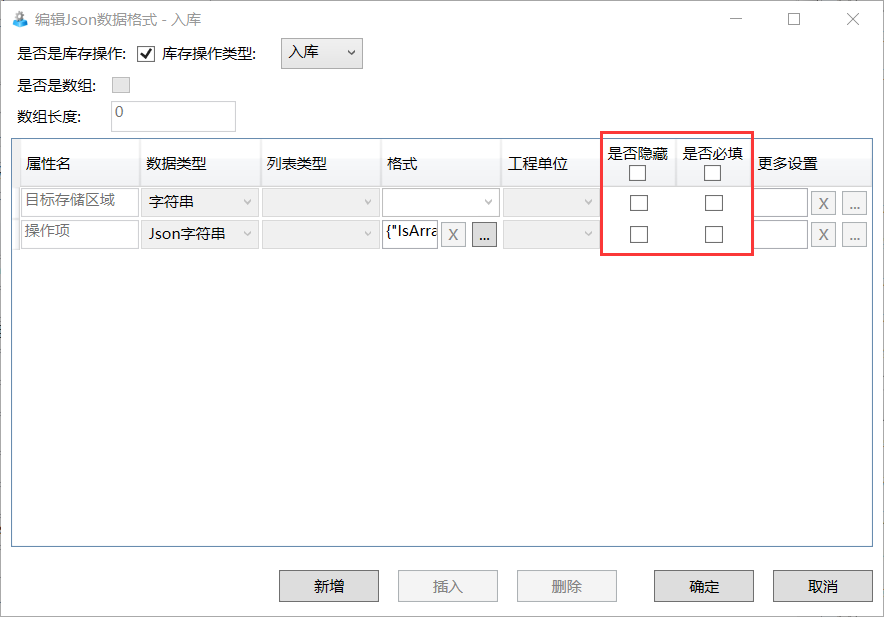 编辑Json数据格式 - 入库
是否是库存操作: 库存操作类型: 入库
是否是数组:
数组长度: 0
属性名 数据类型 列表类型 格式 工程单位 是否隐藏 是否必填 更多设置
目标存储区域 字符串 X ...
操作项 Json字符串 {"IsArra X ... X ...
新增 插入 删除 确定 取消